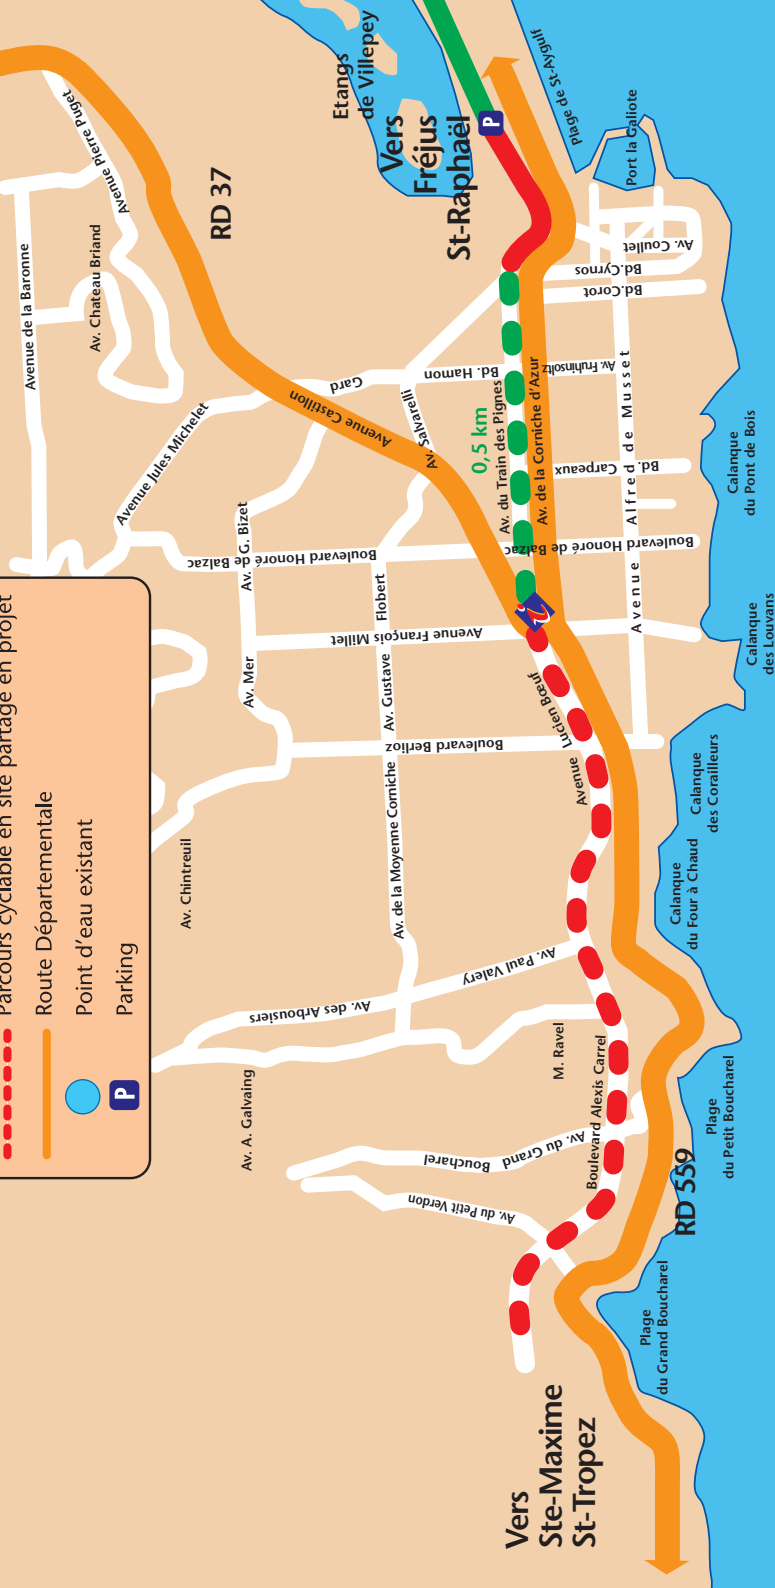 Parcours cyclable en site partagé en projet
Route Départementale
Point d’eau existant
Parking
P
Vers
Ste-Maxime
St-Tropez
Vers
Fréjus
St-Raphaël
P
Etangs
de Villepey
RD 37
RD 559
0,5 km
i
Avenue de la Baronne
Av. Chateau Briand
Avenue Pierre Puget
Avenue Jules Michelet
Avenue Castillon
Gard
Bd. Hamon
Av. Salvarelli
Av. G. Bizet
Av. Mer
Boulevard Honoré de Balzac
Boulevard Honoré de Balzac
Avenue François Millet
Boulevard Berlioz
Av. Gustave Flobert
Av. de la Moyenne Corniche
Av. Chintreuil
Av. des Arbousiers
Av. Paul Valery
Av. A. Galvaing
M. Ravel
Boulevard Alexis Carrel
Av. du Grand Boucharel
Av. du Petit Verdon
Avenue Lucien Bœuf
Av. du Train des Pignes
Av. de la Corniche d’Azur
Avenue Alfred de Musset
Bd. Carpeaux
Av. Fruhinsoltz
Bd.Corot
Bd.Cyrnos
Av. Coullet
Port la Galiote
Plage de St-Aygulf
Calanque
du Pont de Bois
Calanque
des Louvans
Calanque
des Corailleurs
Calanque
du Four à Chaud
Plage
du Petit Boucharel
Plage
du Grand Boucharel